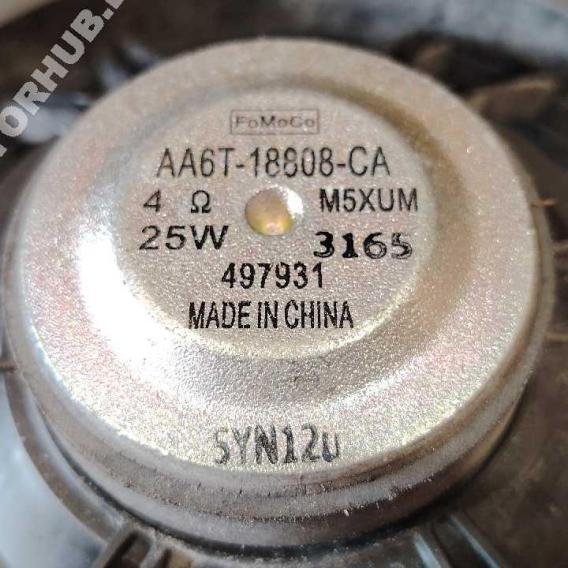 FoMoCo
AA6T-18808-CA
4 Ω M5XUM
25W 3165
497931
MADE IN CHINA
SYN12U